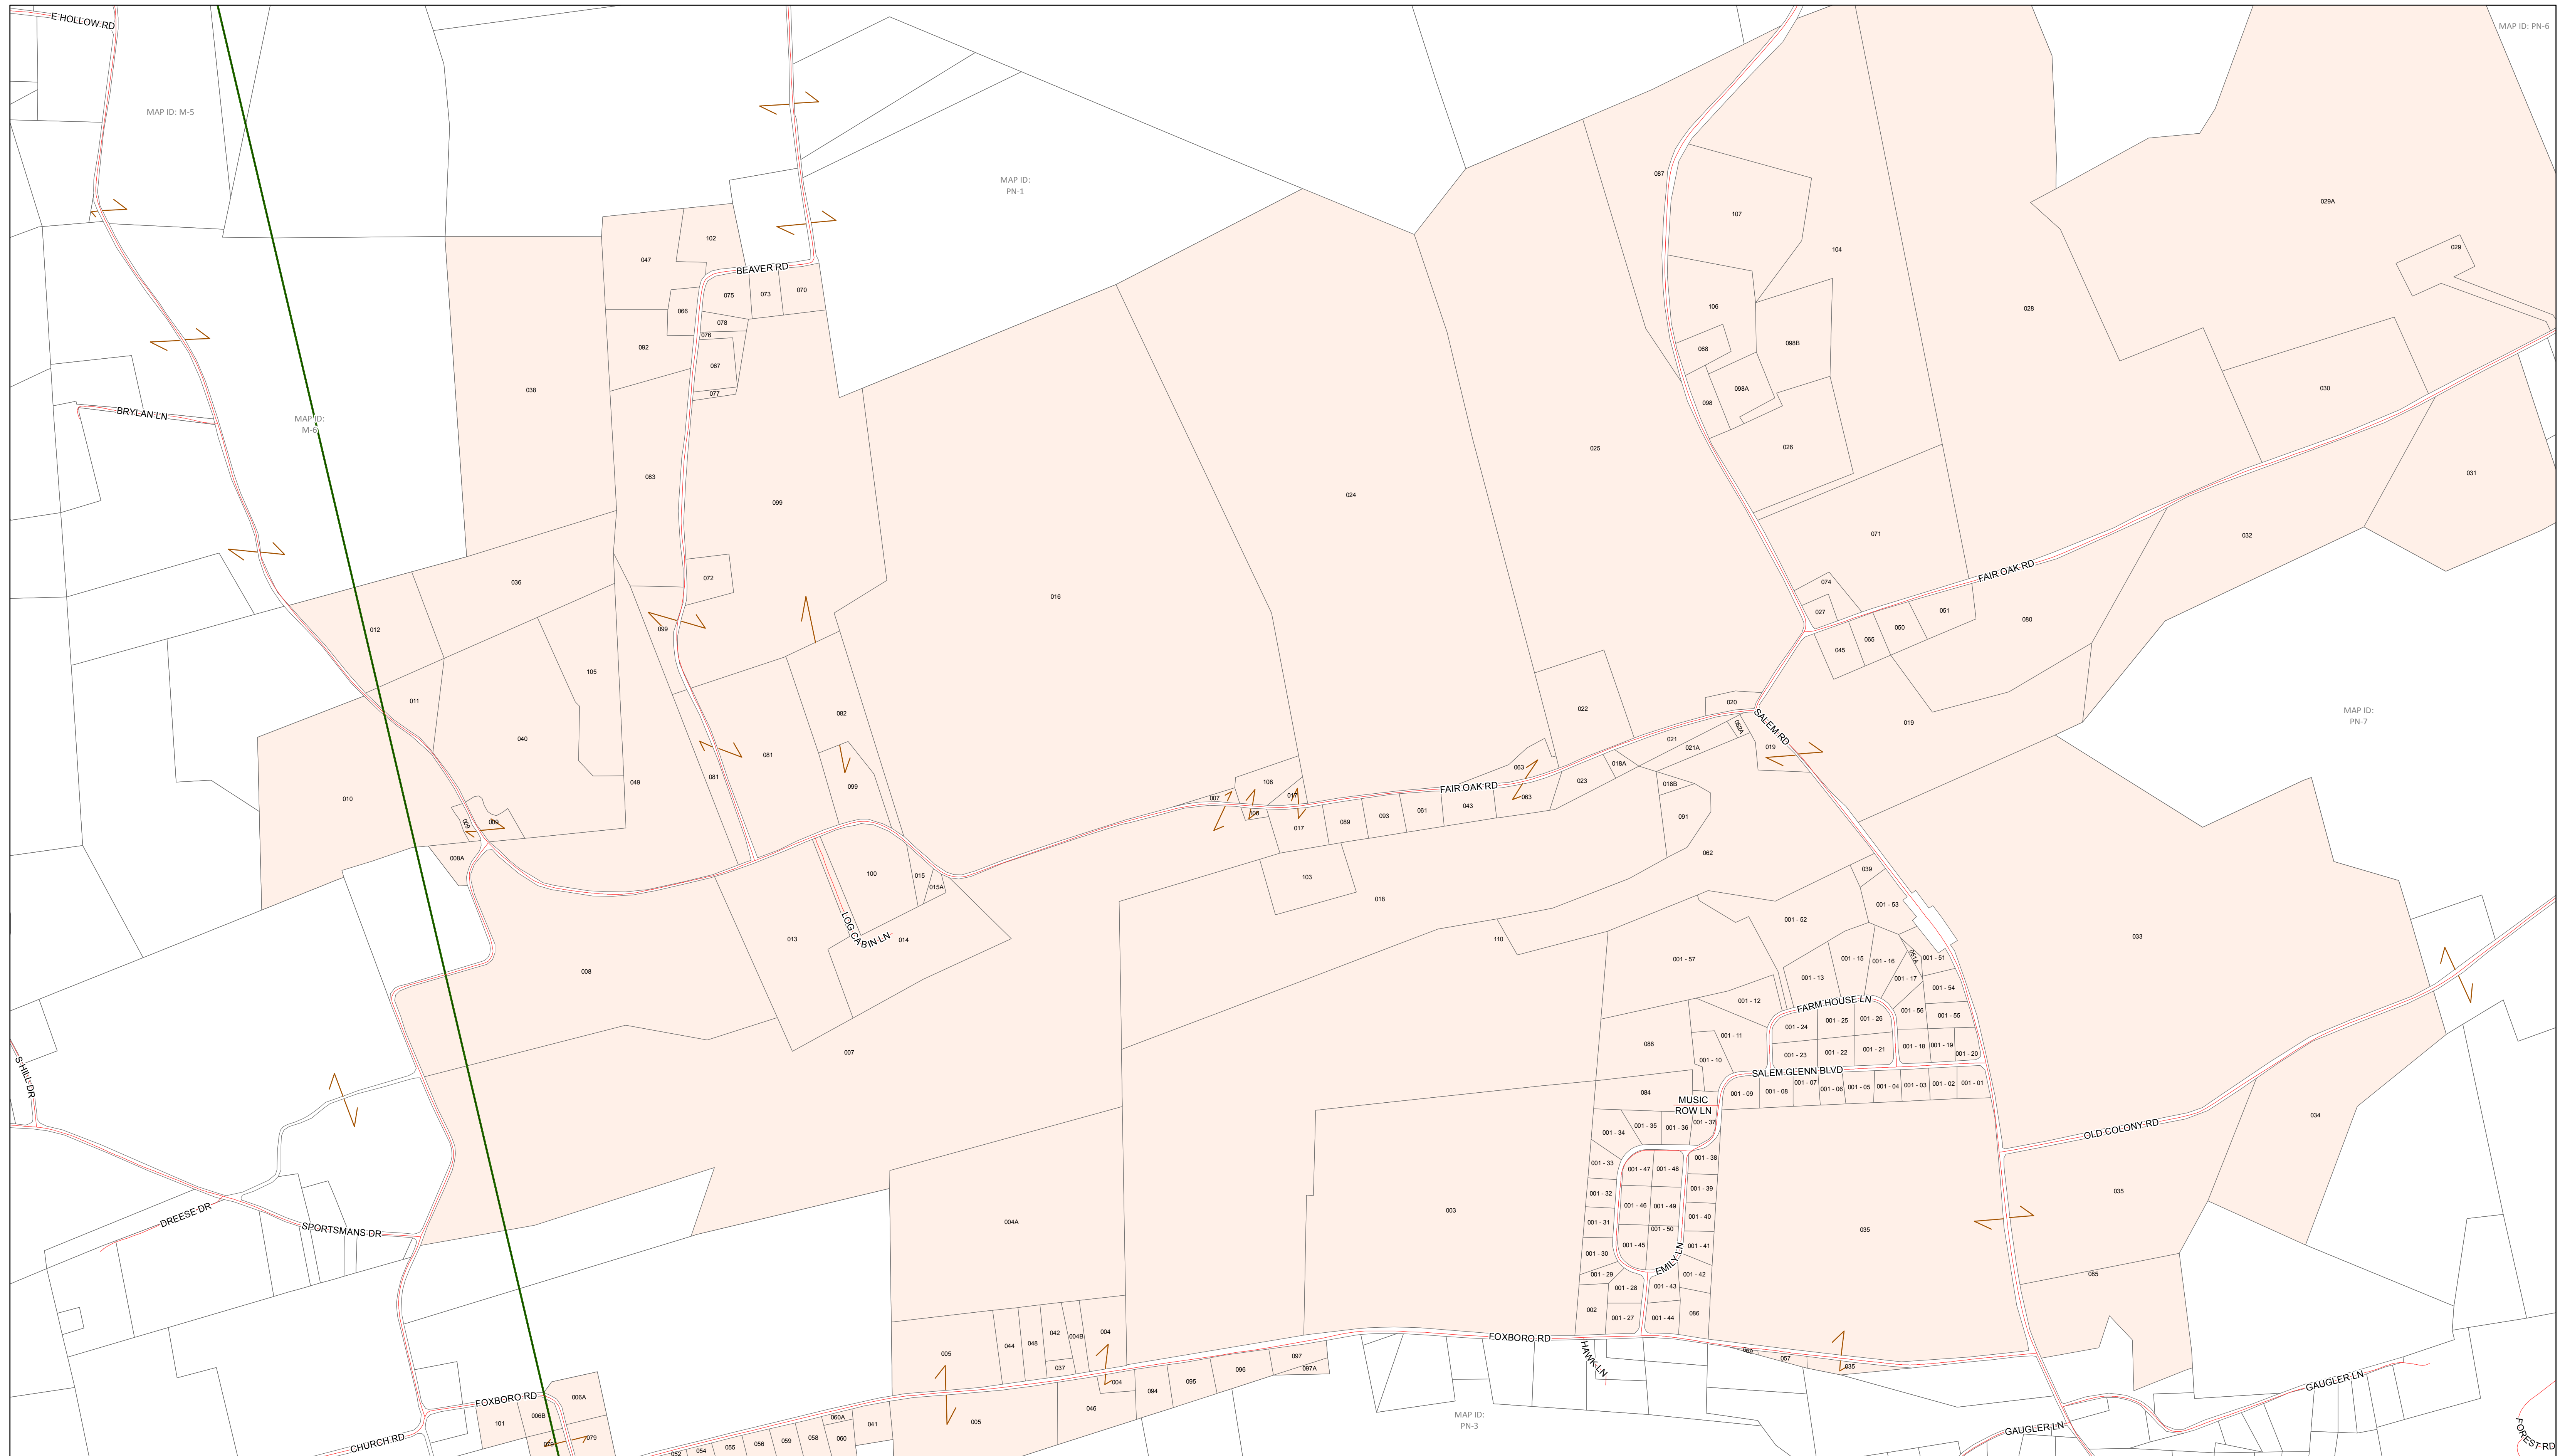 E HOLLOW RD
MAP ID: PN-6
MAP ID: M-5
MAP ID:
PN-1
087
029A
107
102
047
BEAVER RD
104
029
075
073
070
066
078
076
106
028
092
067
068
098B
077
098A
098
038
030
BRYLAN LN
MAP ID:
M-6
026
025
031
083
099
024
071
032
036
072
FAIR OAK RD
074
027
051
016
012
099
045
065
050
080
105
011
082
022
020
SALEM RD
019
MAP ID:
PN-7
040
081
081
049
099
062A
021
021A
019
010
063
018A
018B
108
023
FAIR OAK RD
007
017
063
009
009
108
017
089
093
061
043
091
008A
062
100
015
015A
103
039
018
001 - 53
LOG CABIN LN
013
014
110
001 - 52
033
008
001 - 57
001 - 15
001 - 16
051A
001 - 51
001 - 13
001 - 17
001 - 54
001 - 12
FARM HOUSE LN
001 - 56
001 - 55
001 - 24
001 - 25
001 - 26
007
088
001 - 11
001 - 10
001 - 23
001 - 22
001 - 21
001 - 18
001 - 19
001 - 20
S HILL DR
SALEM GLENN BLVD
084
001 - 09
001 - 08
001 - 07
001 - 06
001 - 05
001 - 04
001 - 03
001 - 02
001 - 01
MUSIC
ROW LN
034
001 - 34
001 - 35
001 - 36
001 - 37
OLD COLONY RD
001 - 33
001 - 47
001 - 48
001 - 38
001 - 32
001 - 39
035
DREESE DR
003
001 - 46
001 - 49
001 - 40
SPORTSMANS DR
004A
001 - 31
001 - 50
035
001 - 30
001 - 45
001 - 41
EMILY LN
001 - 29
001 - 42
085
001 - 28
001 - 43
002
001 - 27
001 - 44
086
FOXBORO RD
HAWK LN
044
048
042
004B
004
005
037
097
097A
096
069
057
035
GAUGLER LN
004
095
094
046
FOXBORO RD
006A
006B
101
060A
041
005
MAP ID:
PN-3
GAUGLER LN
FOREST RD
CHURCH RD
079
079
052
054
055
056
059
058
060